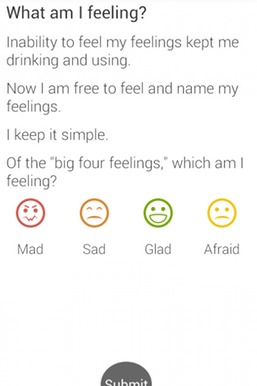 What am I feeling?
Inability to feel my feelings kept me
drinking and using.
Now I am free to feel and name my
feelings.
I keep it simple.
Of the "big four feelings," which am I
feeling?
Mad Sad Glad Afraid
Submit